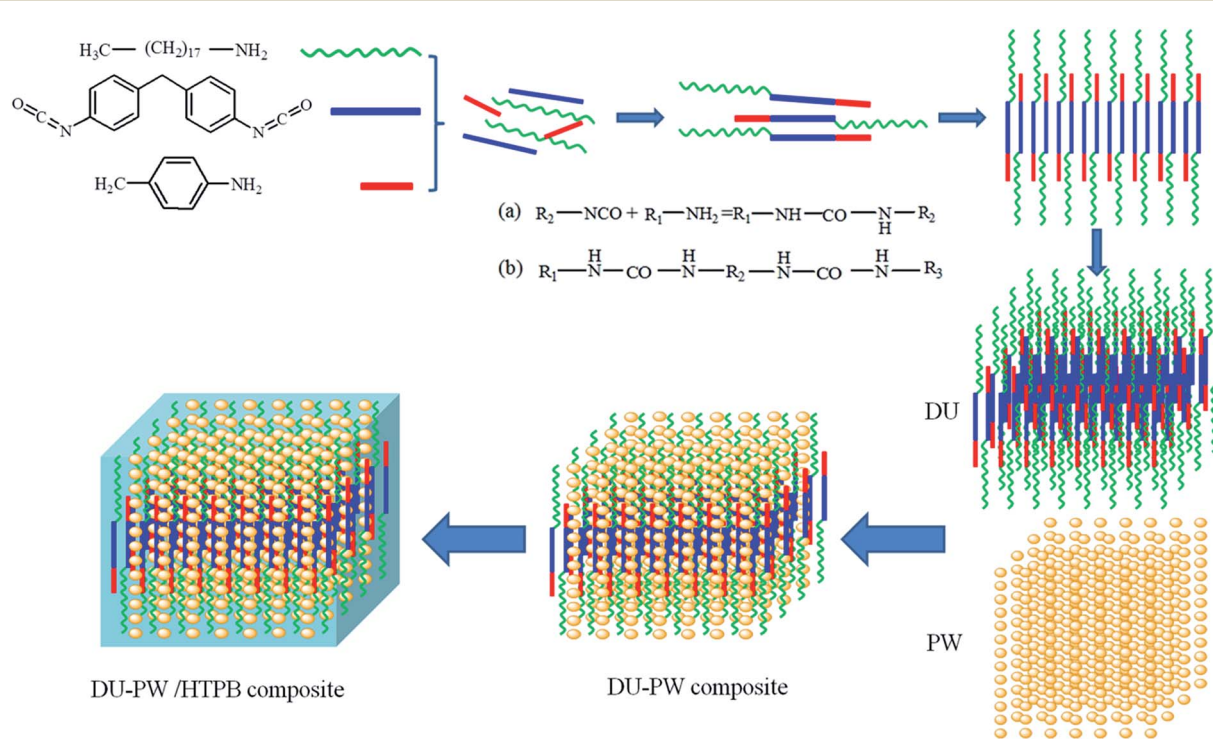 H₃C— (CH₂)₁₇ —NH₂
O=C=N N=C=O
H₂C NH₂
(a) R₂—NCO + R₁—NH₂=R₁—NH—CO—N—R₂
H
H H H H
(b) R₁—N—CO—N—R₂—N—CO—N—R₃
DU
PW
DU-PW /HTPB composite
DU-PW composite